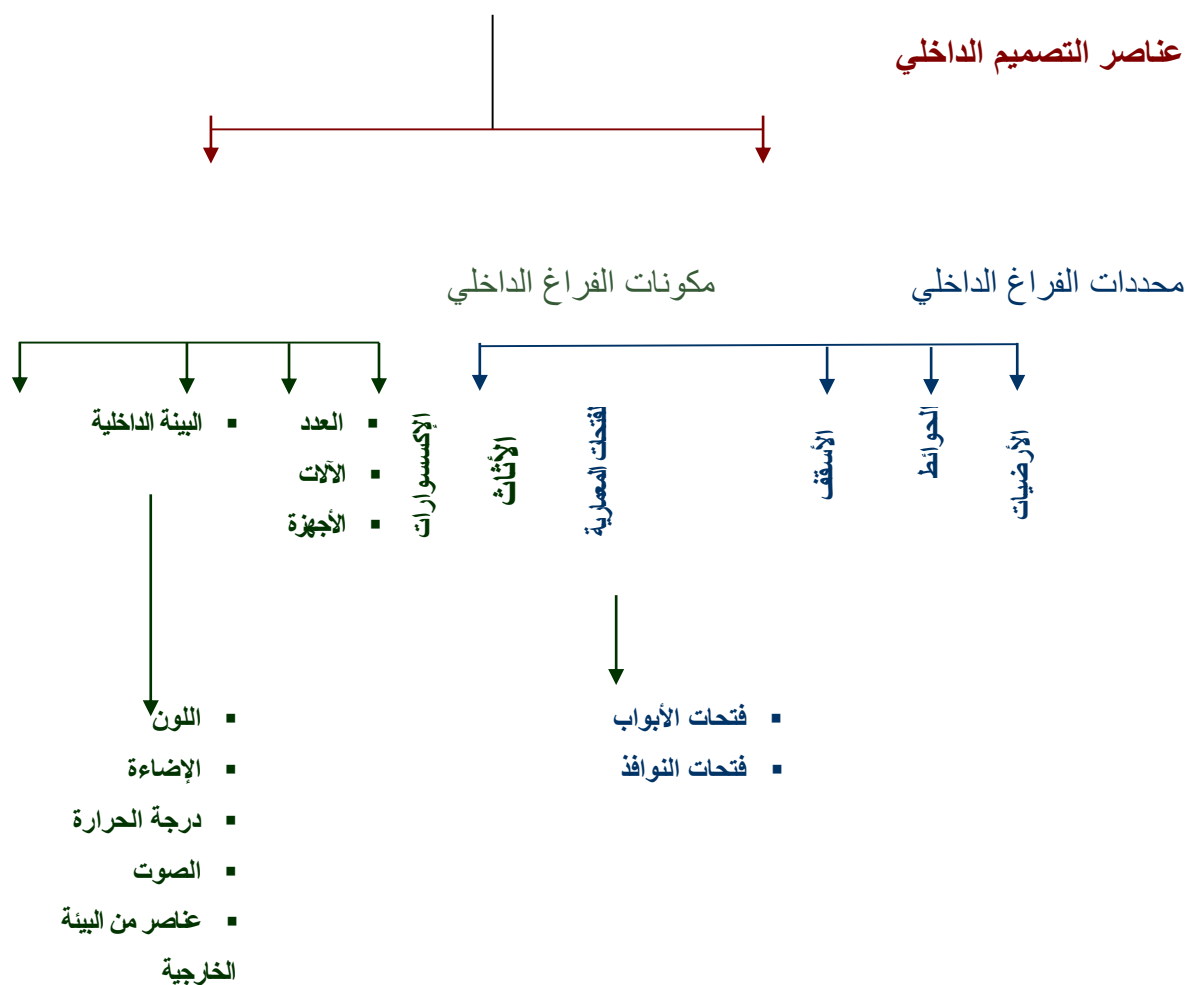 عناصر التصميم الداخلي
محددات الفراغ الداخلي
مكونات الفراغ الداخلي
الأرضيات
الحوائط
الأسقف
لفتحات المعمارية
▪ فتحات الأبواب
▪ فتحات النوافذ
الأثاث
الإكسسوارات
▪ العدد
▪ الآلات
▪ الأجهزة
▪ البيئة الداخلية
▪ اللون
▪ الإضاءة
▪ درجة الحرارة
▪ الصوت
▪ عناصر من البيئة
الخارجية